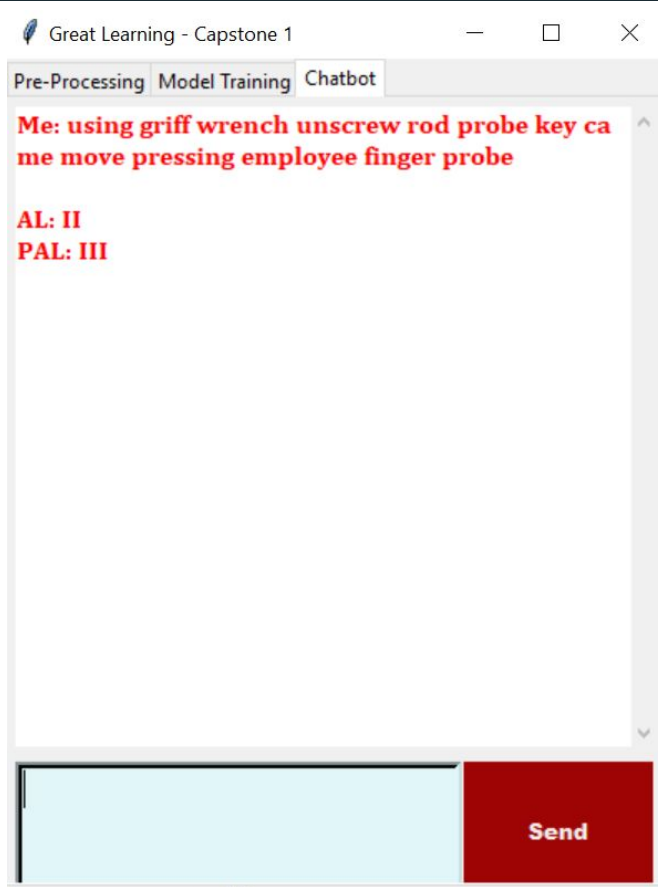 Great Learning - Capstone 1
Pre-Processing Model Training Chatbot
Me: using griff wrench unscrew rod probe key ca
me move pressing employee finger probe
AL: II
PAL: III
Send